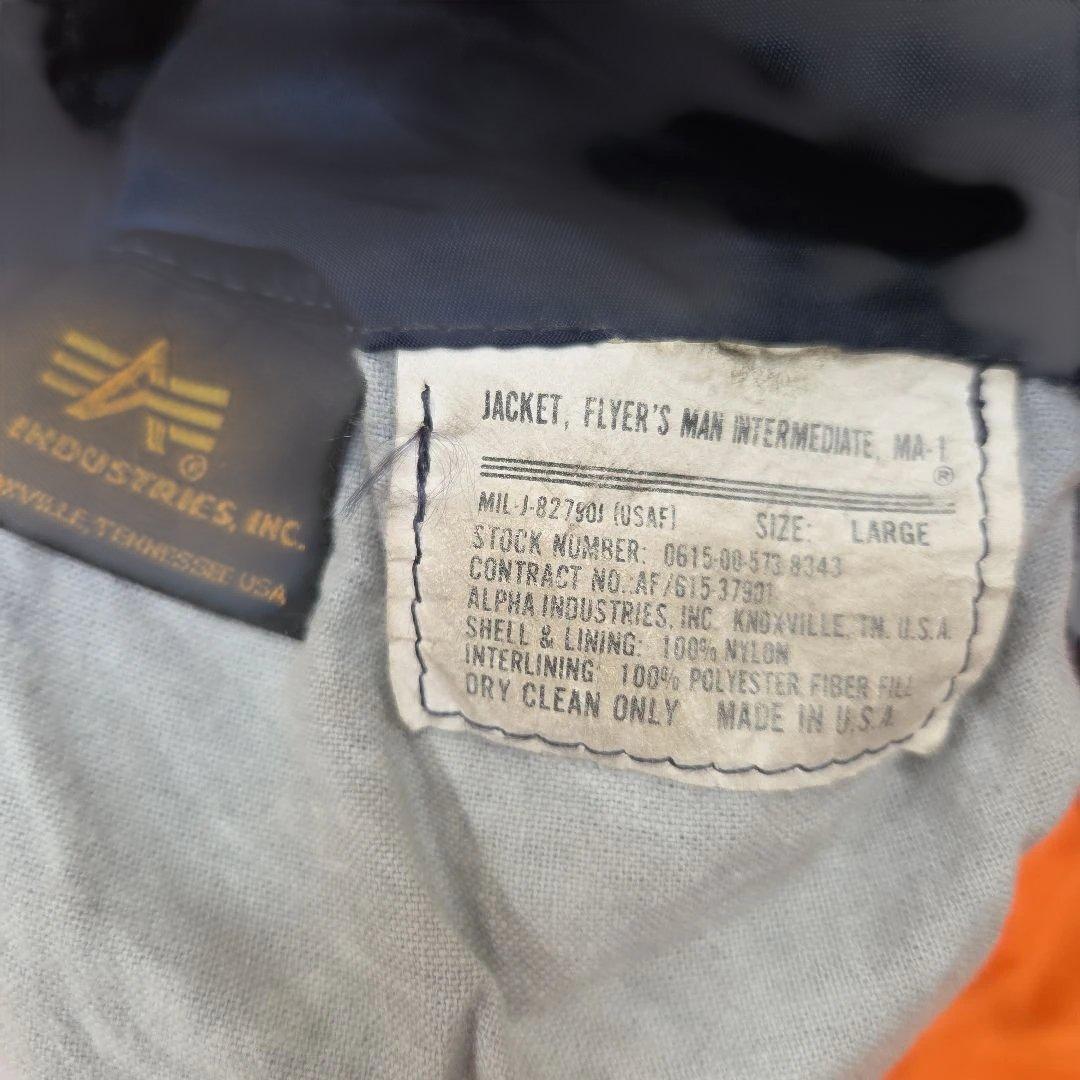 INDUSTRIES, INC.
TENNESSEE USA
JACKET, FLYER'S MAN INTERMEDIATE, MA-1
®
MIL-J-82790J (USAF) SIZE: LARGE
STOCK NUMBER: 0615-00-573-8343
CONTRACT NO.:AF/615-37901
ALPHA INDUSTRIES, INC. KNOXVILLE, TN. U.S.A.
SHELL & LINING: 100% NYLON
INTERLINING: 100% POLYESTER FIBER FILL
DRY CLEAN ONLY MADE IN U.S.A.